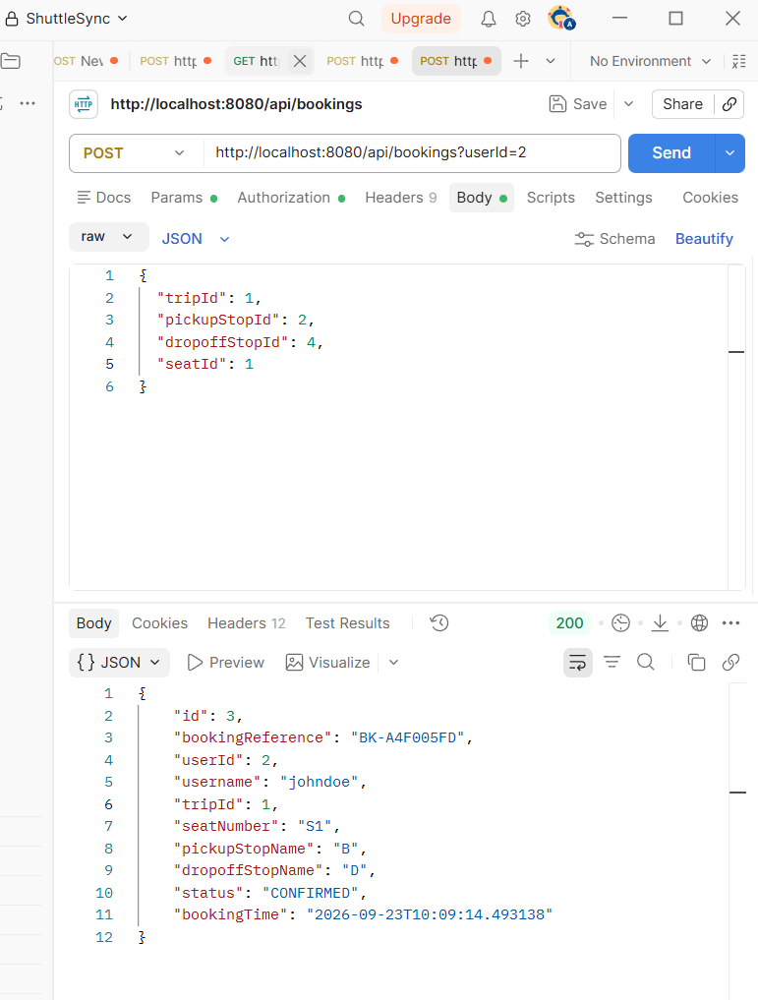 ShuttleSync
Upgrade
A
OST Nev
POST http
GET htt
POST http
POST http
No Environment
HTTP
http://localhost:8080/api/bookings
Save
Share
POST
http://localhost:8080/api/bookings?userId=2
Send
Docs
Params
Authorization
Headers 9
Body
Scripts
Settings
Cookies
raw
JSON
Schema
Beautify
1 {
2 "tripId": 1,
3 "pickupStopId": 2,
4 "dropoffStopId": 4,
5 "seatId": 1
6 }
Body
Cookies
Headers 12
Test Results
200
{} JSON
Preview
Visualize
1 {
2 "id": 3,
3 "bookingReference": "BK-A4F005FD",
4 "userId": 2,
5 "username": "johndoe",
6 "tripId": 1,
7 "seatNumber": "S1",
8 "pickupStopName": "B",
9 "dropoffStopName": "D",
10 "status": "CONFIRMED",
11 "bookingTime": "2026-09-23T10:09:14.493138"
12 }